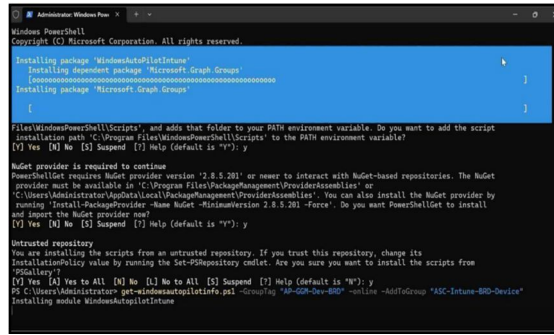 Administrator: Windows Pow
Windows PowerShell
Copyright (C) Microsoft Corporation. All rights reserved.
Installing package 'WindowsAutoPilotIntune'
Installing dependent package 'Microsoft.Graph.Groups'
[oooooooooooooooooooooooooooooooooooooooooooooooooooooooo ]
Installing package 'Microsoft.Graph.Groups'
[ ]
Files\WindowsPowerShell\Scripts', and adds that folder to your PATH environment variable. Do you want to add the script
installation path 'C:\Program Files\WindowsPowerShell\Scripts' to the PATH environment variable?
[Y] Yes [N] No [S] Suspend [?] Help (default is "Y"): y
NuGet provider is required to continue
PowerShellGet requires NuGet provider version '2.8.5.201' or newer to interact with NuGet-based repositories. The NuGet
provider must be available in 'C:\Program Files\PackageManagement\ProviderAssemblies' or
'C:\Users\Administrator\AppData\Local\PackageManagement\ProviderAssemblies'. You can also install the NuGet provider by
running 'Install-PackageProvider -Name NuGet -MinimumVersion 2.8.5.201 -Force'. Do you want PowerShellGet to install
and import the NuGet provider now?
[Y] Yes [N] No [S] Suspend [?] Help (default is "Y"): y
Untrusted repository
You are installing the scripts from an untrusted repository. If you trust this repository, change its
InstallationPolicy value by running the Set-PSRepository cmdlet. Are you sure you want to install the scripts from
'PSGallery'?
[Y] Yes [A] Yes to All [N] No [L] No to All [S] Suspend [?] Help (default is "N"): y
PS C:\Users\Administrator> get-windowsautopilotinfo.ps1 -GroupTag "AP-GGM-Dev-BRD" -online -AddToGroup "ASC-Intune-BRD-Device"
Installing module WindowsAutopilotIntune